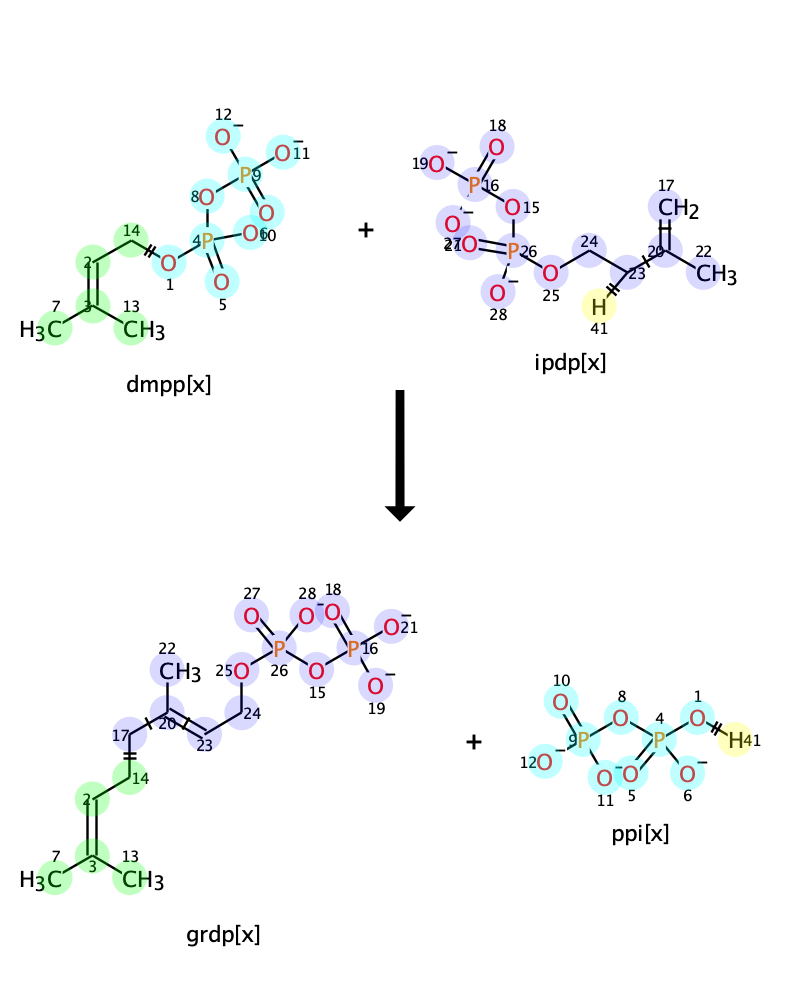 12
O−
O− 11
P 9
8 O
O 10
14
4 P
O 6
2
O
1
O
5
7
3
13
H3C
CH3
dmpp[x]
+
18
O
19 O−
P 16
17
CH2
O 15
O−
21
27 O
P 26
24
20
22
O
25
23
CH3
O−
28
H
41
ipdp[x]
27
O
28
O−
18
O
O− 21
22
CH3
P
26
P 16
25 O
O
15
O−
19
17
20
24
23
14
2
7
3
13
H3C
CH3
grdp[x]
+
10
O
8
O
4
1
O
9 P
P
H 41
12 O−
O−
11
O
5
O−
6
ppi[x]